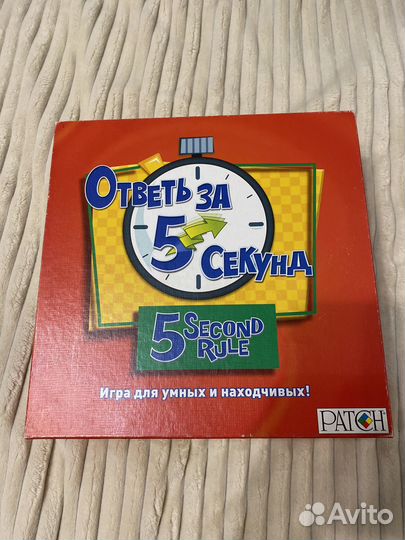 Ответь за
5 Секунд
5 Second
Rule
Игра для умных и находчивых!
PATCH
Avito